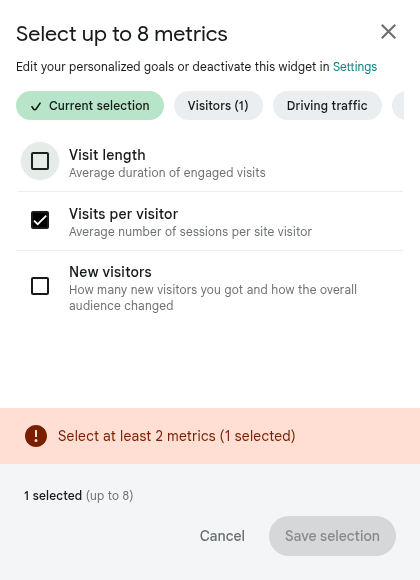 Select up to 8 metrics
Edit your personalized goals or deactivate this widget in Settings
Current selection
Visitors (1)
Driving traffic
Visit length
Average duration of engaged visits
Visits per visitor
Average number of sessions per site visitor
New visitors
How many new visitors you got and how the overall
audience changed
Select at least 2 metrics (1 selected)
1 selected (up to 8)
Cancel
Save selection